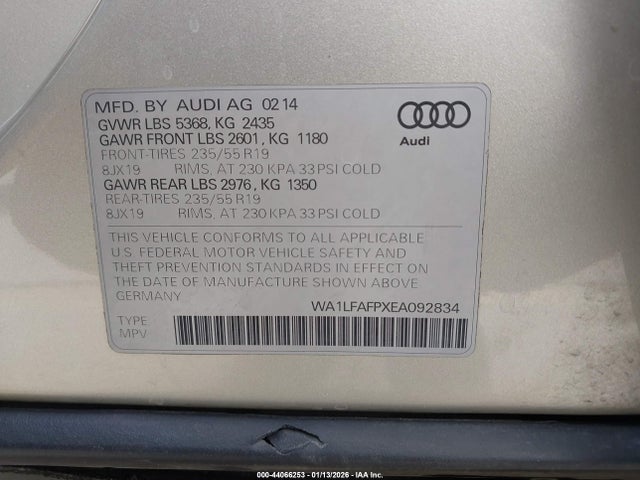 MFD. BY AUDI AG 02 14
GVWR LBS 5368, KG 2435
GAWR FRONT LBS 2601, KG 1180
FRONT-TIRES 235/55 R19
8JX19 RIMS, AT 230 KPA 33 PSI COLD
GAWR REAR LBS 2976, KG 1350
REAR-TIRES 235/55 R19
8JX19 RIMS, AT 230 KPA 33 PSI COLD
Audi
THIS VEHICLE CONFORMS TO ALL APPLICABLE
U.S. FEDERAL MOTOR VEHICLE SAFETY AND
THEFT PREVENTION STANDARDS IN EFFECT ON
THE DATE OF MANUFACTURE SHOWN ABOVE
GERMANY
WA1LFAFPXEA092834
TYPE
MPV
000-44066253 - 01/13/2026 - IAA Inc.